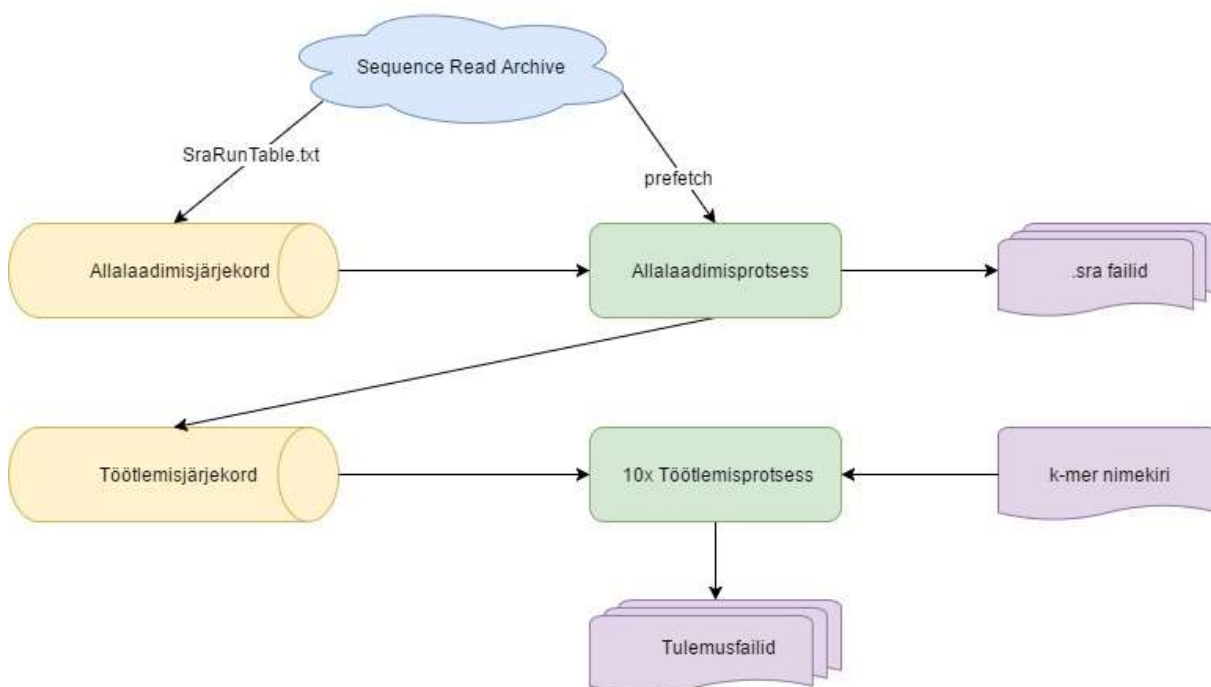 Sequence Read Archive
SraRunTable.txt
prefetch
Allalaadimisjärjekord
Allalaadimisprotsess
.sra failid
Töötlemisjärjekord
10x Töötlemisprotsess
k-mer nimekiri
Tulemusfailid